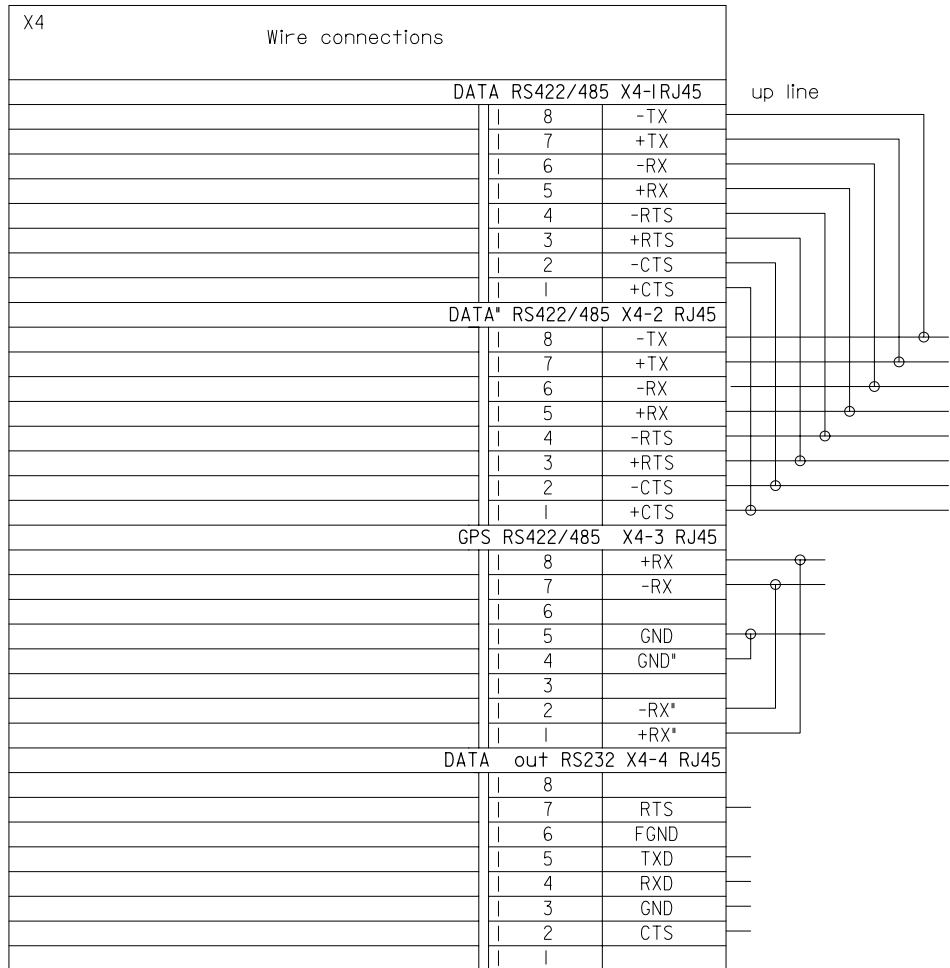 X4
Wire connections
DATA RS422/485 X4-1RJ45 up line
| 8 -TX
| 7 +TX
| 6 -RX
| 5 +RX
| 4 -RTS
| 3 +RTS
| 2 -CTS
| 1 +CTS
DATA" RS422/485 X4-2 RJ45
| 8 -TX
| 7 +TX
| 6 -RX
| 5 +RX
| 4 -RTS
| 3 +RTS
| 2 -CTS
| 1 +CTS
GPS RS422/485 X4-3 RJ45
| 8 +RX
| 7 -RX
| 6
| 5 GND
| 4 GND"
| 3
| 2 -RX"
| 1 +RX"
DATA out RS232 X4-4 RJ45
| 8
| 7 RTS
| 6 FGND
| 5 TXD
| 4 RXD
| 3 GND
| 2 CTS
| 1